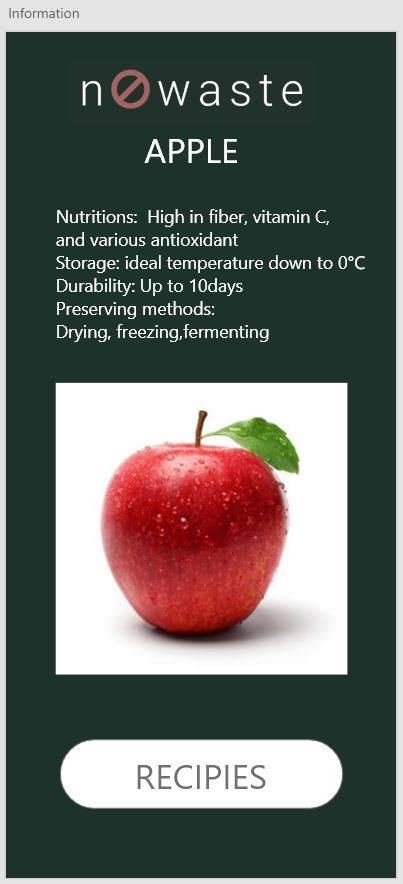 Information
nowaste
APPLE
Nutritions:  High in fiber, vitamin C,
and various antioxidant
Storage: ideal temperature down to 0°C
Durability: Up to 10days
Preserving methods:
Drying, freezing,fermenting
RECIPIES